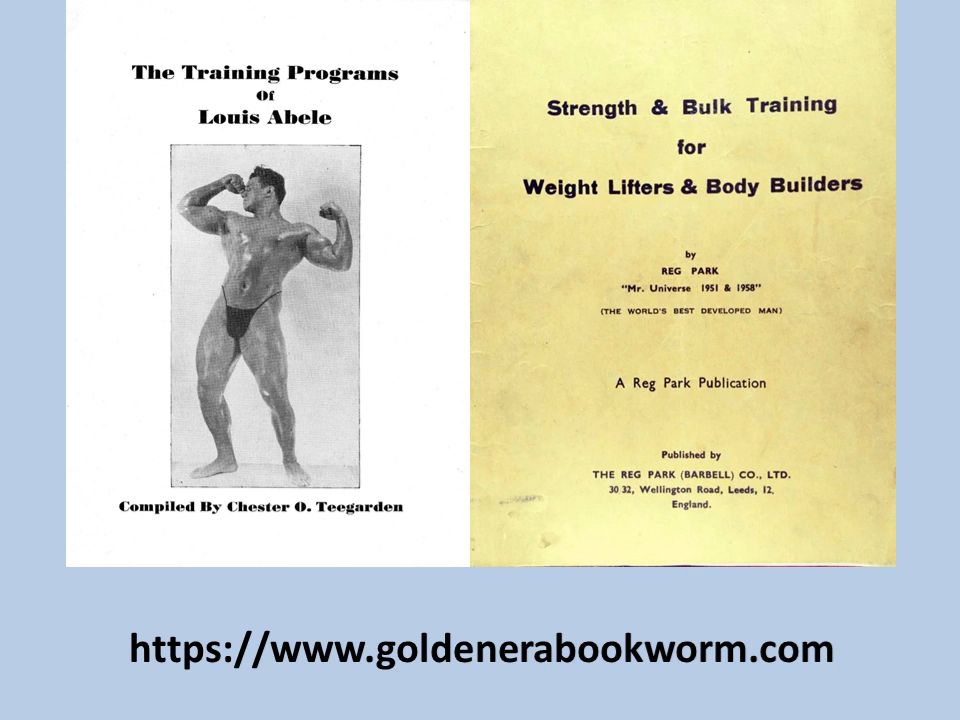 The Training Programs
Of
Louis Abele
Compiled By Chester O. Teegarden
Strength & Bulk Training
for
Weight Lifters & Body Builders
by
REG PARK
"Mr. Universe 1951 & 1958"
(THE WORLD'S BEST DEVELOPED MAN)
A Reg Park Publication
Published by
THE REG PARK (BARBELL) CO., LTD.
30 32, Wellington Road, Leeds, 12,
England.
https://www.goldenerabookworm.com